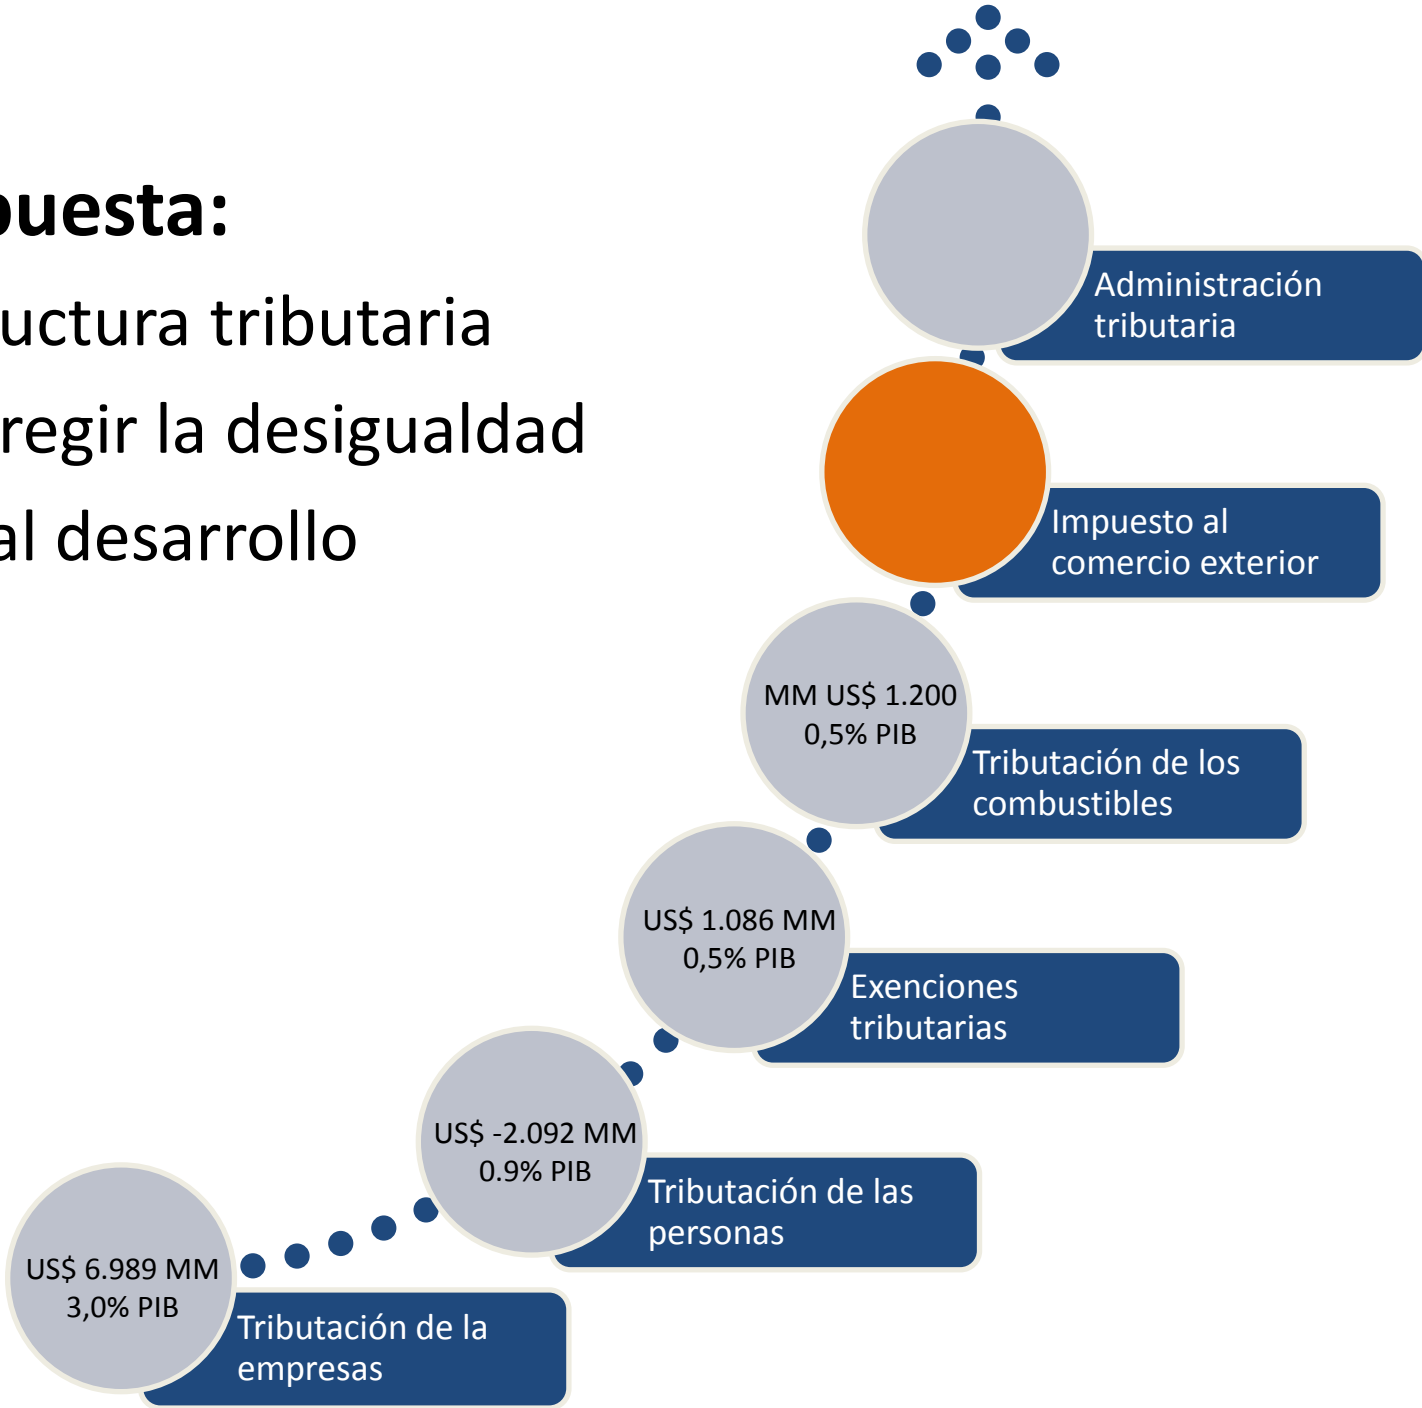 puesta:
uctura tributaria
regir la desigualdad
al desarrollo
Administración
tributaria
Impuesto al
comercio exterior
MM US$ 1.200
0,5% PIB
Tributación de los
combustibles
US$ 1.086 MM
0,5% PIB
Exenciones
tributarias
US$ -2.092 MM
0.9% PIB
Tributación de las
personas
US$ 6.989 MM
3,0% PIB
Tributación de la
empresas